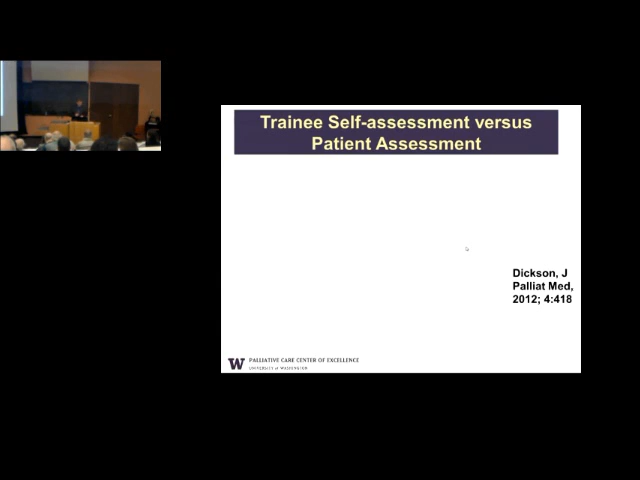 Trainee Self-assessment versus
Patient Assessment
Dickson, J
Palliat Med,
2012; 4:418
W PALLIATIVE CARE CENTER OF EXCELLENCE
UNIVERSITY of WASHINGTON